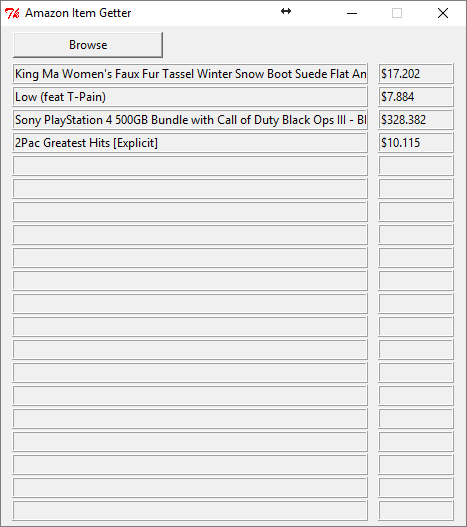 Amazon Item Getter
Browse
King Ma Women's Faux Fur Tassel Winter Snow Boot Suede Flat An $17.202
Low (feat T-Pain) $7.884
Sony PlayStation 4 500GB Bundle with Call of Duty Black Ops III - Bl $328.382
2Pac Greatest Hits [Explicit] $10.115